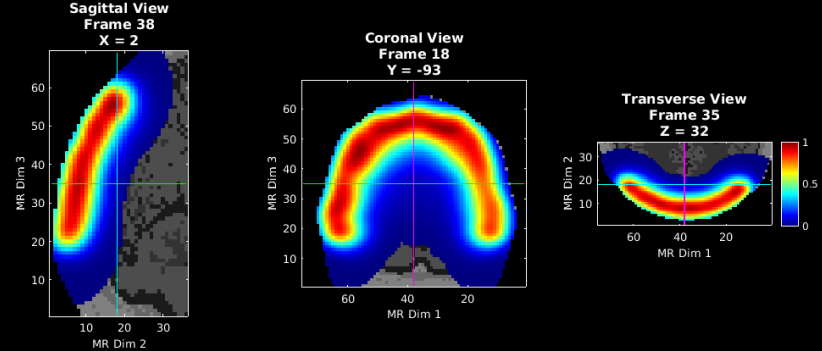 Sagittal View
Frame 38
X = 2
60
50
40
30
20
10
MR Dim 3
10
20
30
MR Dim 2
Coronal View
Frame 18
Y = -93
60
50
40
30
20
10
MR Dim 3
60
40
20
MR Dim 1
Transverse View
Frame 35
Z = 32
30
20
10
MR Dim 2
60
40
20
MR Dim 1
1
0.5
0